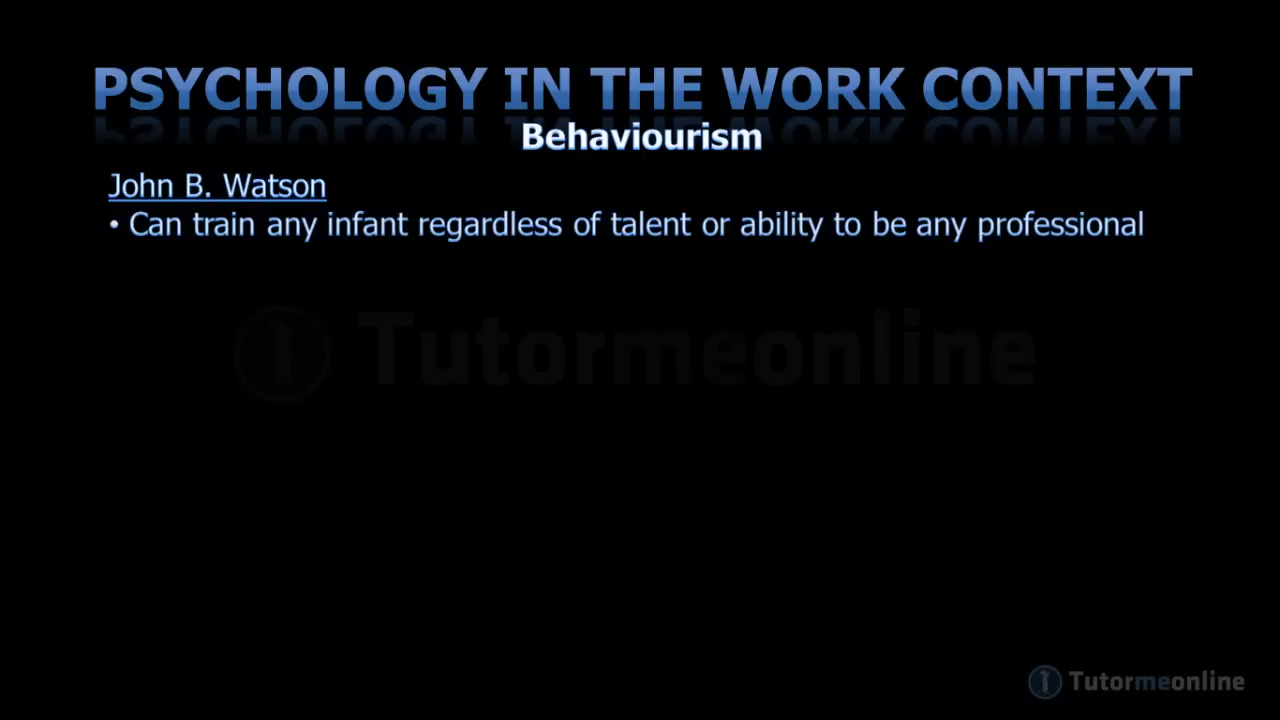 PSYCHOLOGY IN THE WORK CONTEXT
Behaviourism
John B. Watson
• Can train any infant regardless of talent or ability to be any professional
Tutormeonline
Tutormeonline